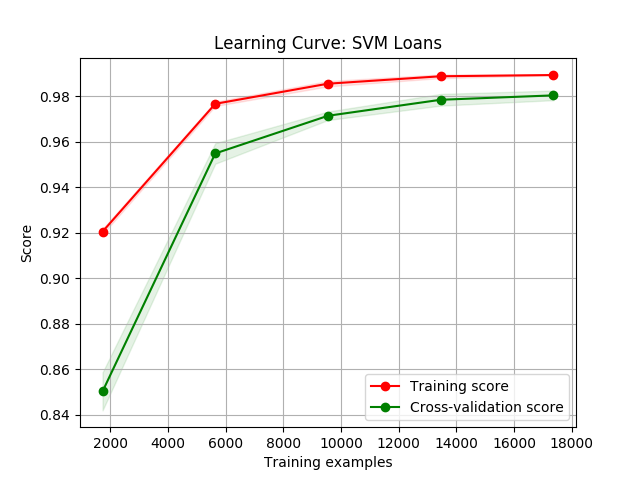 Learning Curve: SVM Loans
Score
0.98
0.96
0.94
0.92
0.90
0.88
0.86
0.84
Training score
Cross-validation score
2000 4000 6000 8000 10000 12000 14000 16000 18000
Training examples